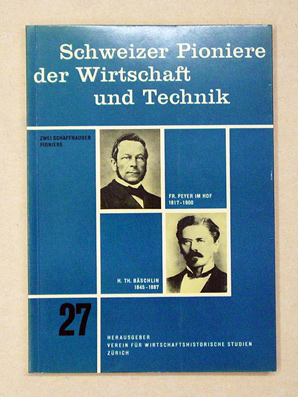 Schweizer Pioniere
der Wirtschaft
und Technik
ZWEI SCHAFFHAUSER
PIONIERE
FR. PEYER IM HOF
1817-1900
H. TH. BÄSCHLIN
1845-1887
27
HERAUSGEBER
VEREIN FÜR WIRTSCHAFTSHISTORISCHE STUDIEN
ZÜRICH